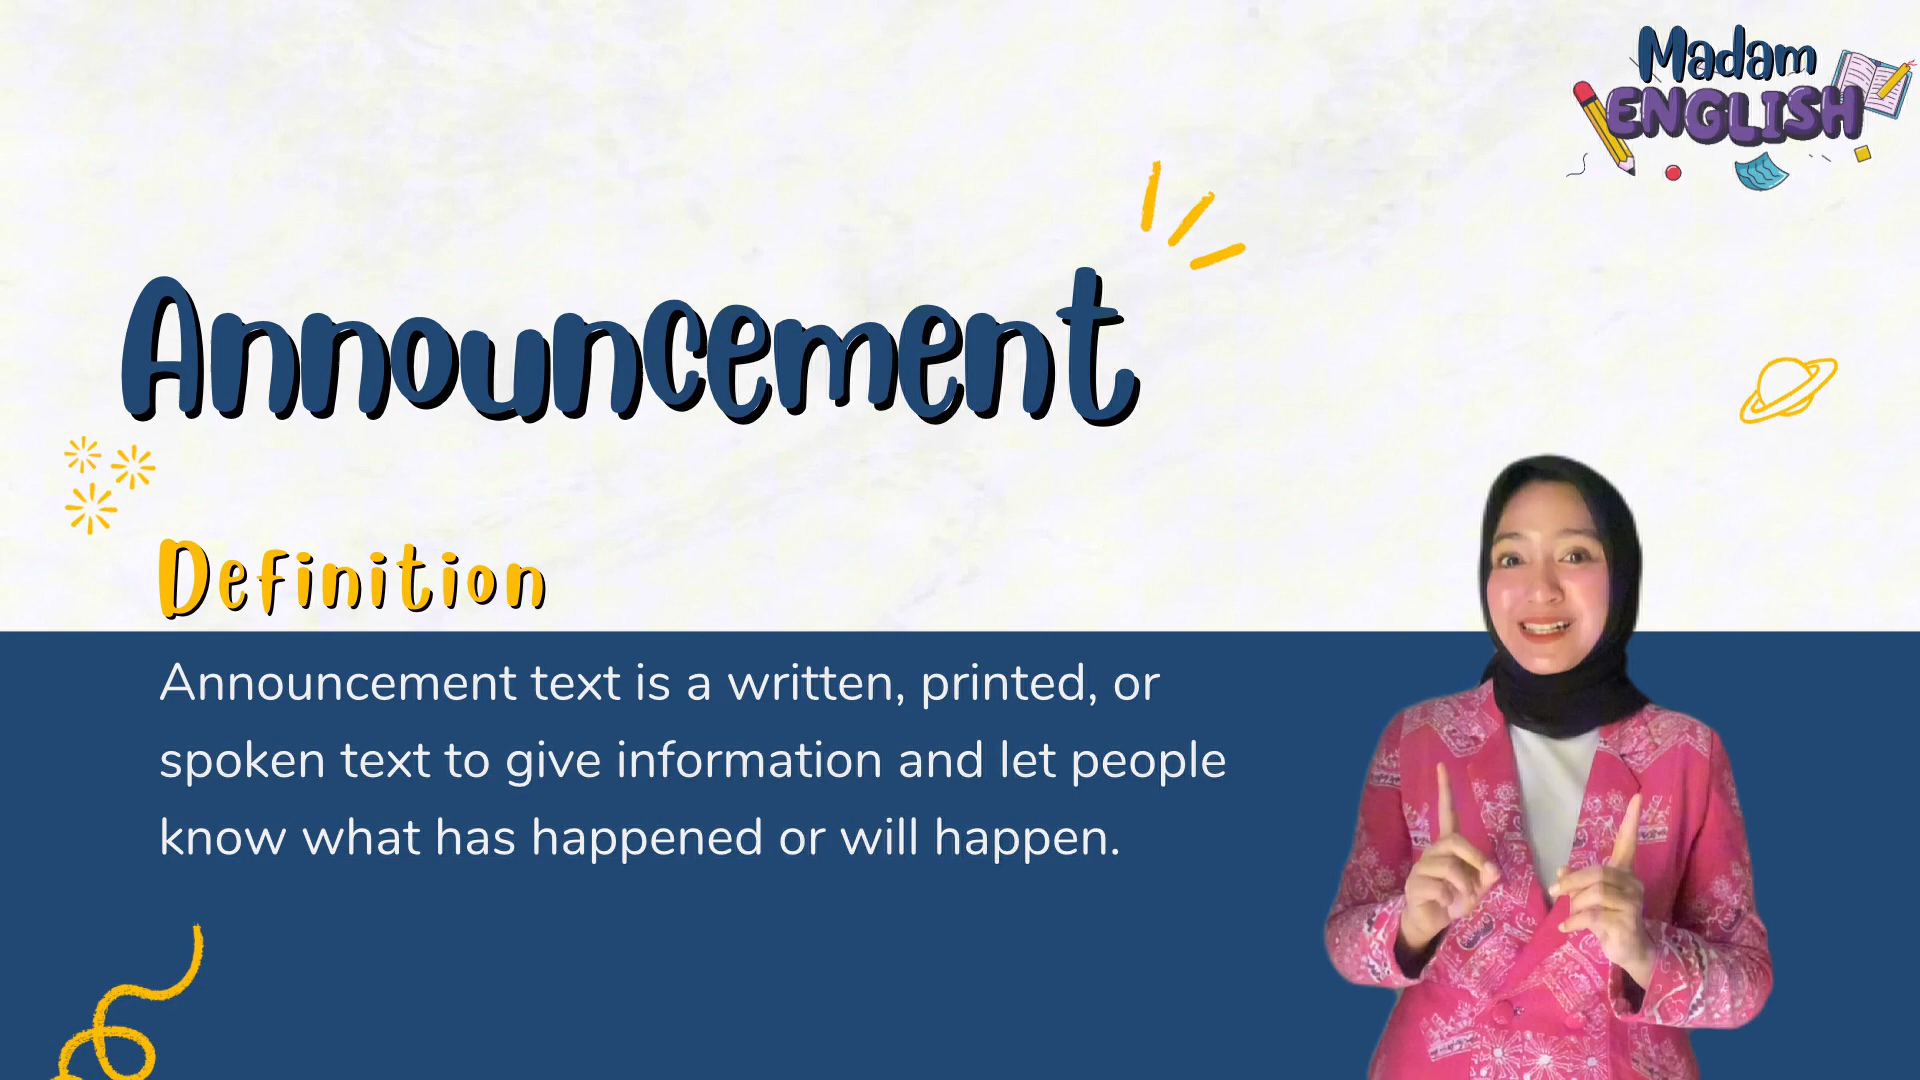 Madam
ENGLISH
Announcement
Definition
Announcement text is a written, printed, or
spoken text to give information and let people
know what has happened or will happen.